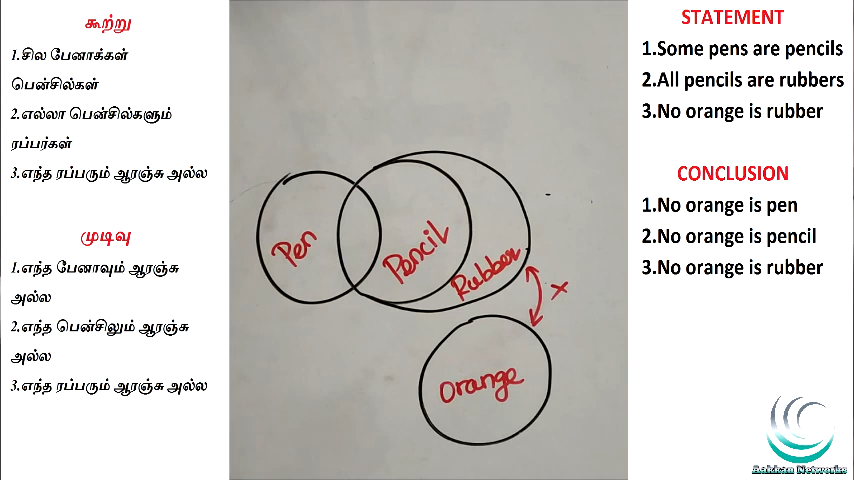 கூற்று
1.சில பேனாக்கள்
பென்சில்கள்
2.எல்லா பென்சில்களும்
ரப்பர்கள்
3.எந்த ரப்பரும் ஆரஞ்சு அல்ல
முடிவு
1.எந்த பேனாவும் ஆரஞ்சு
அல்ல
2.எந்த பென்சிலும் ஆரஞ்சு
அல்ல
3.எந்த ரப்பரும் ஆரஞ்சு அல்ல
Pen
Pencil
Rubber
x
Orange
STATEMENT
1.Some pens are pencils
2.All pencils are rubbers
3.No orange is rubber
CONCLUSION
1.No orange is pen
2.No orange is pencil
3.No orange is rubber
Bakkan Networks